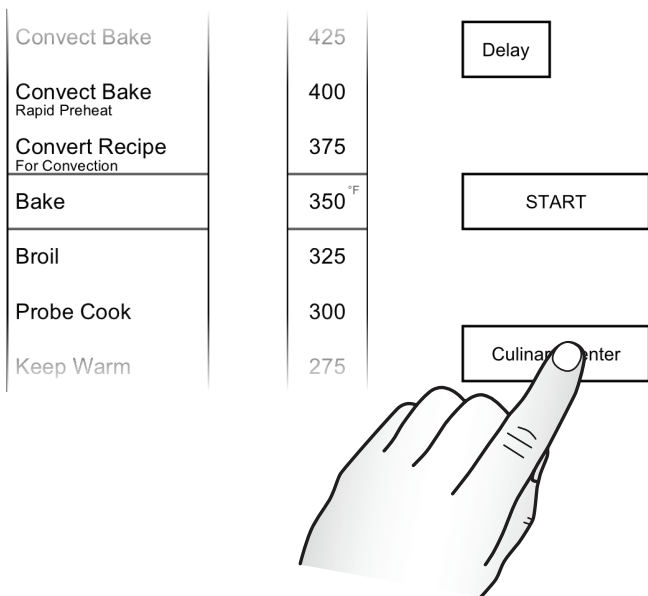 Convect Bake
Convect Bake
Rapid Preheat
Convert Recipe
For Convection
Bake
Broil
Probe Cook
Keep Warm
425
400
375
350 °F
325
300
275
Delay
START